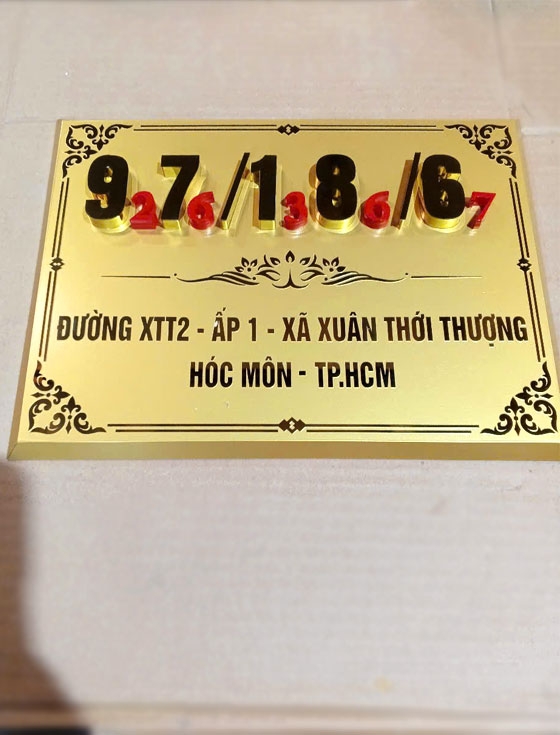 9276/1386/67
ĐƯỜNG XTT2 - ẤP 1 - XÃ XUÂN THỚI THƯỢNG
HÓC MÔN - TP.HCM